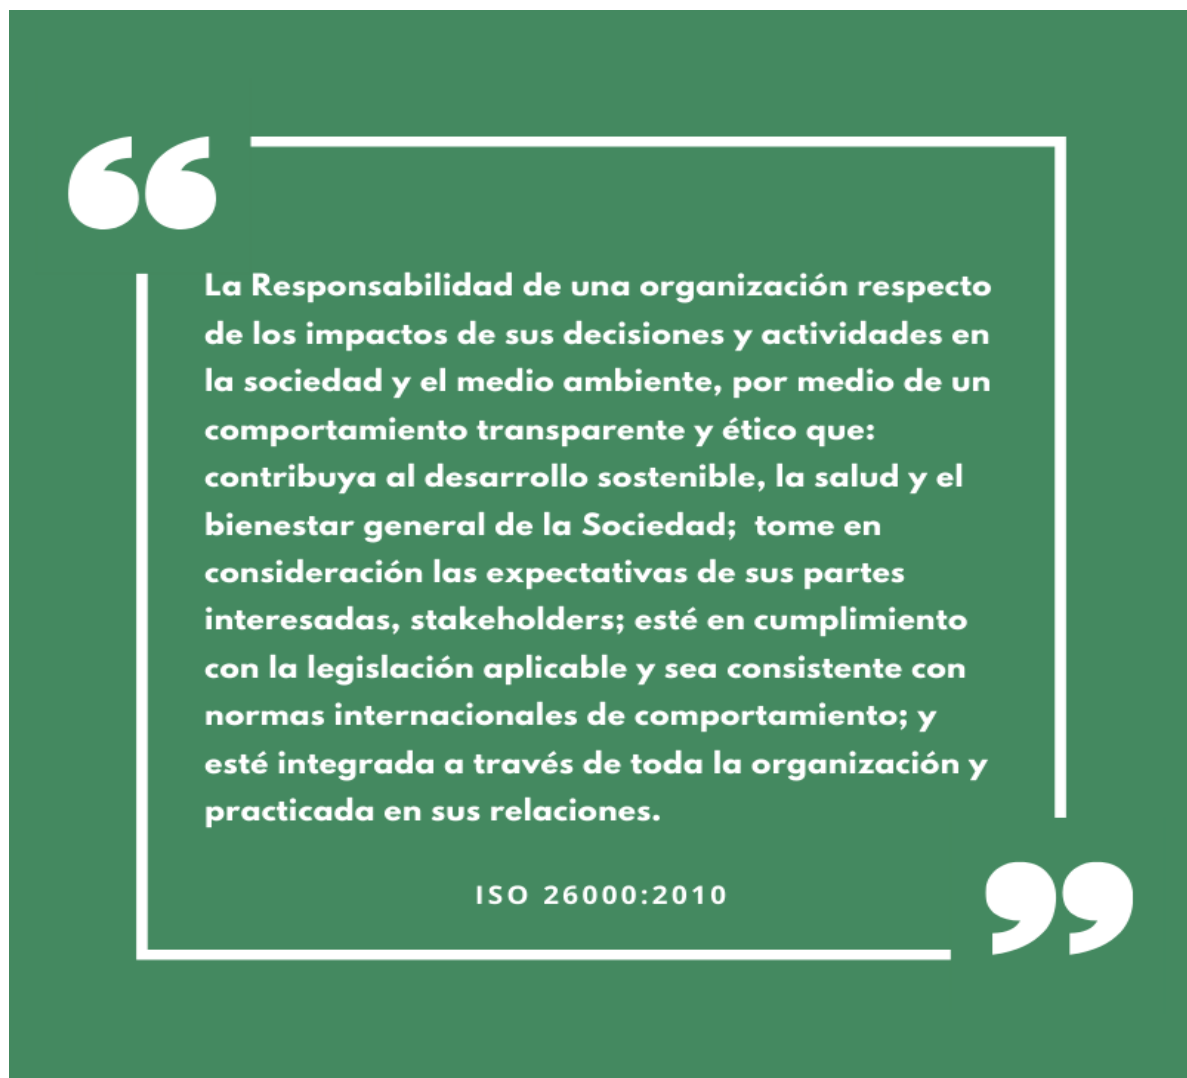 “
La Responsabilidad de una organización respecto
de los impactos de sus decisiones y actividades en
la sociedad y el medio ambiente, por medio de un
comportamiento transparente y ético que:
contribuya al desarrollo sostenible, la salud y el
bienestar general de la Sociedad;  tome en
consideración las expectativas de sus partes
interesadas, stakeholders; esté en cumplimiento
con la legislación aplicable y sea consistente con
normas internacionales de comportamiento; y
esté integrada a través de toda la organización y
practicada en sus relaciones.
ISO 26000:2010
”